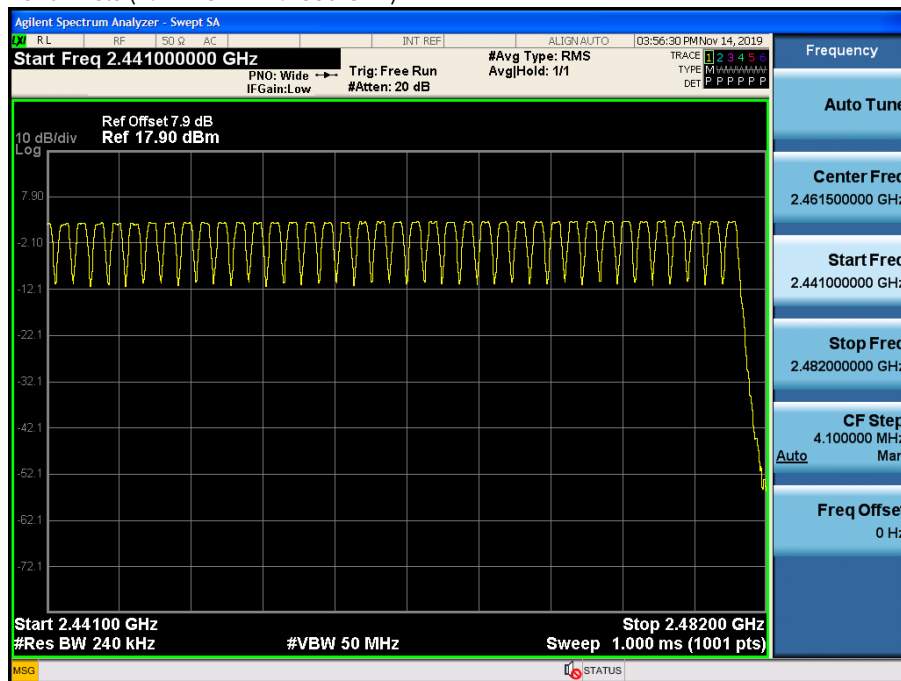 Agilent Spectrum Analyzer - Swept SA
LXI RL RF 50 Ω AC INT REF ALIGNAUTO 03:56:30 PM Nov 14, 2019
Start Freq 2.441000000 GHz
PNO: Wide
IFGain:Low
Trig: Free Run
#Atten: 20 dB
#Avg Type: RMS
Avg|Hold: 1/1
TRACE 1 2 3 4 5 6
TYPE M W W W W W
DET P P P P P P
Ref Offset 7.9 dB
10 dB/div Ref 17.90 dBm
Log
7.90
-2.10
-12.1
-22.1
-32.1
-42.1
-52.1
-62.1
-72.1
Start 2.44100 GHz Stop 2.48200 GHz
#Res BW 240 kHz #VBW 50 MHz Sweep 1.000 ms (1001 pts)
MSG STATUS
Frequency
Auto Tune
Center Freq
2.461500000 GHz
Start Freq
2.441000000 GHz
Stop Freq
2.482000000 GHz
CF Step
4.100000 MHz
Auto Man
Freq Offset
0 Hz